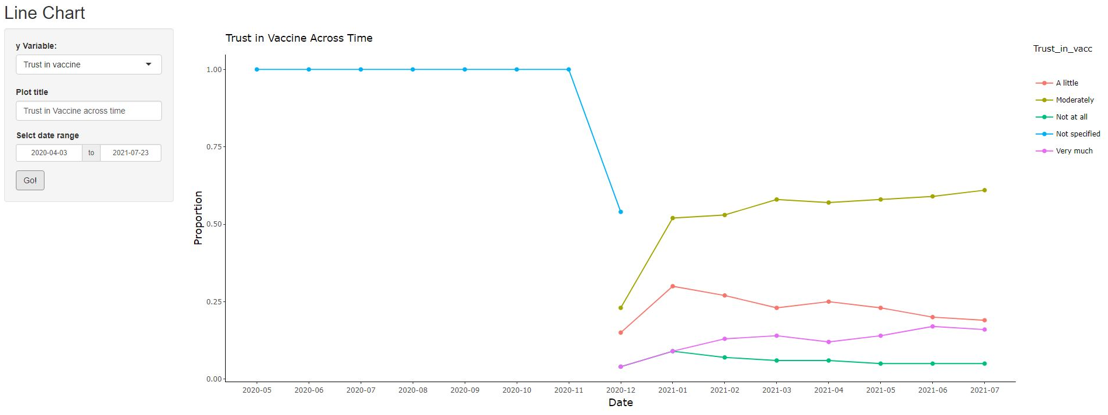 Line Chart
y Variable:
Trust in vaccine
Plot title
Trust in Vaccine across time
Selct date range
2020-04-03 to 2021-07-23
Go!
Trust in Vaccine Across Time
Proportion
1.00
0.75
0.50
0.25
0.00
2020-05 2020-06 2020-07 2020-08 2020-09 2020-10 2020-11 2020-12 2021-01 2021-02 2021-03 2021-04 2021-05 2021-06 2021-07
Date
Trust_in_vacc
A little
Moderately
Not at all
Not specified
Very much